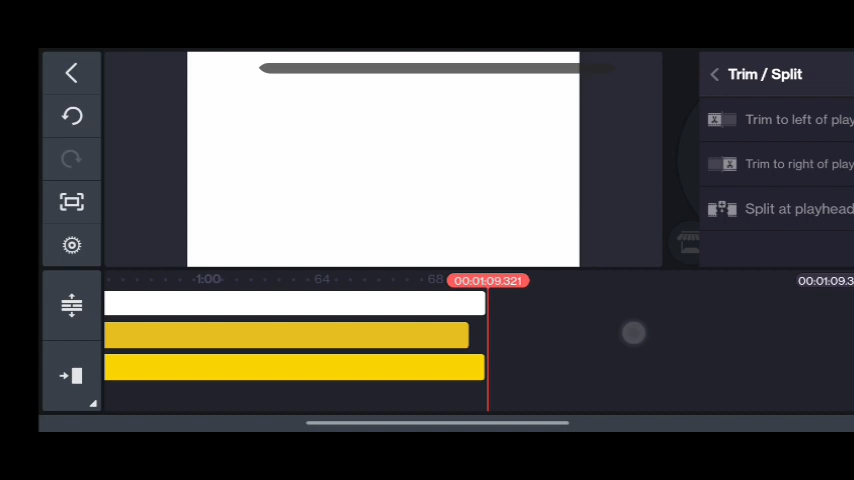 Trim / Split
Trim to left of play
Trim to right of play
Split at playhead
1:00 64 68 00:01:09.321 00:01:09.3